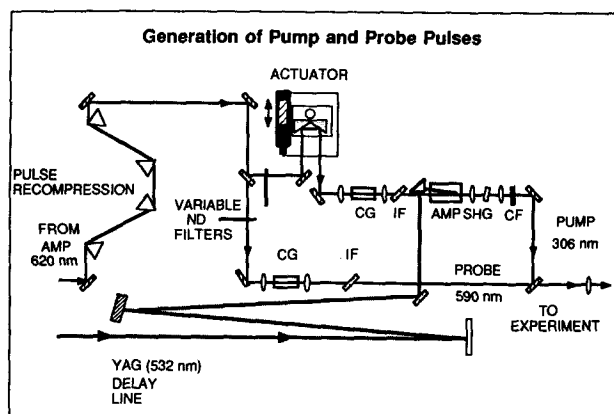 Generation of Pump and Probe Pulses
ACTUATOR
PULSE
RECOMPRESSION
VARIABLE
ND
FILTERS
CG
IF
AMP
SHG
CF
FROM
AMP
620 nm
PUMP
306 nm
CG
IF
PROBE
590 nm
TO
EXPERIMENT
YAG (532 nm)
DELAY
LINE